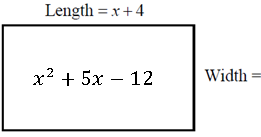 Length = x + 4
x² + 5x − 12
Width =